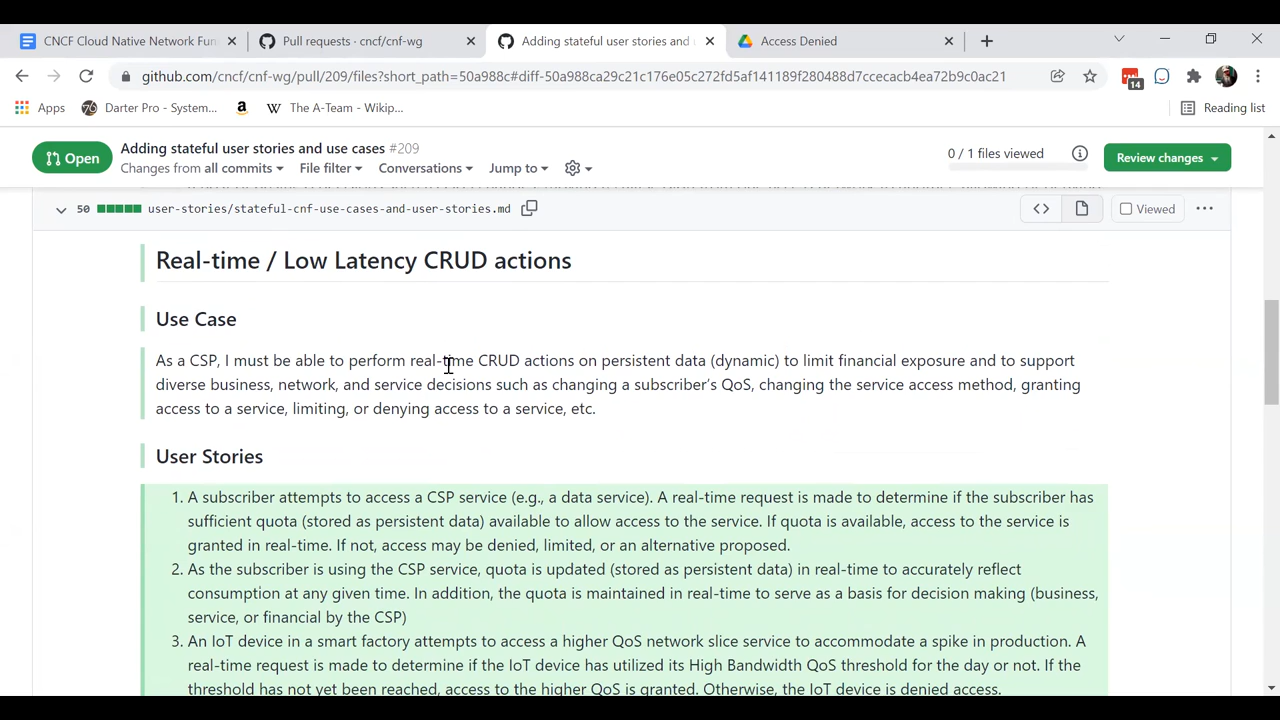 CNCF Cloud Native Network Fun
Pull requests · cncf/cnf-wg
Adding stateful user stories and
Access Denied
github.com/cncf/cnf-wg/pull/209/files?short_path=50a988c#diff-50a988ca29c21c176e05c272fd5af141189f280488d7ccecacb4ea72b9c0ac21
14
Apps
Darter Pro - System...
The A-Team - Wikip...
Reading list
Open
Adding stateful user stories and use cases #209
Changes from all commits
File filter
Conversations
Jump to
0 / 1 files viewed
Review changes
50
user-stories/stateful-cnf-use-cases-and-user-stories.md
Viewed
Real-time / Low Latency CRUD actions
Use Case
As a CSP, I must be able to perform real-time CRUD actions on persistent data (dynamic) to limit financial exposure and to support
diverse business, network, and service decisions such as changing a subscriber's QoS, changing the service access method, granting
access to a service, limiting, or denying access to a service, etc.
User Stories
1. A subscriber attempts to access a CSP service (e.g., a data service). A real-time request is made to determine if the subscriber has
sufficient quota (stored as persistent data) available to allow access to the service. If quota is available, access to the service is
granted in real-time. If not, access may be denied, limited, or an alternative proposed.
2. As the subscriber is using the CSP service, quota is updated (stored as persistent data) in real-time to accurately reflect
consumption at any given time. In addition, the quota is maintained in real-time to serve as a basis for decision making (business,
service, or financial by the CSP)
3. An IoT device in a smart factory attempts to access a higher QoS network slice service to accommodate a spike in production. A
real-time request is made to determine if the IoT device has utilized its High Bandwidth QoS threshold for the day or not. If the
threshold has not yet been reached, access to the higher QoS is granted. Otherwise, the IoT device is denied access.